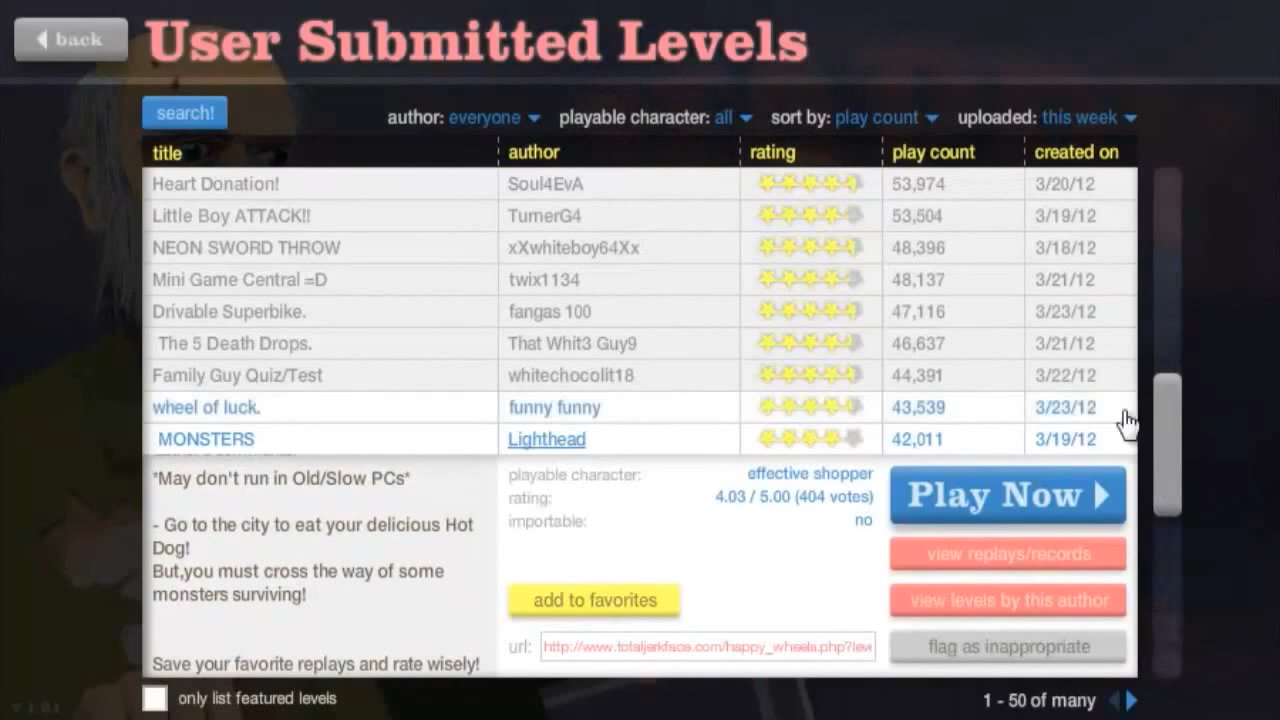 back
User Submitted Levels
search!
author: everyone playable character: all sort by: play count uploaded: this week
title author rating play count created on
Heart Donation! Soul4EvA 53,974 3/20/12
Little Boy ATTACK!! TurnerG4 53,504 3/19/12
NEON SWORD THROW xXwhiteboy64Xx 48,396 3/18/12
Mini Game Central =D twix1134 48,137 3/21/12
Drivable Superbike. fangas 100 47,116 3/23/12
The 5 Death Drops. That Whit3 Guy9 46,637 3/21/12
Family Guy Quiz/Test whitechocolit18 44,391 3/22/12
wheel of luck. funny funny 43,539 3/23/12
MONSTERS Lighthead 42,011 3/19/12
*May don't run in Old/Slow PCs*
- Go to the city to eat your delicious Hot
Dog!
But,you must cross the way of some
monsters surviving!
Save your favorite replays and rate wisely!
playable character: effective shopper
rating: 4.03 / 5.00 (404 votes)
importable: no
add to favorites
url: http://www.totaljerkface.com/happy_wheels.php?leve
Play Now
view replays/records
view levels by this author
flag as inappropriate
only list featured levels
1 - 50 of many